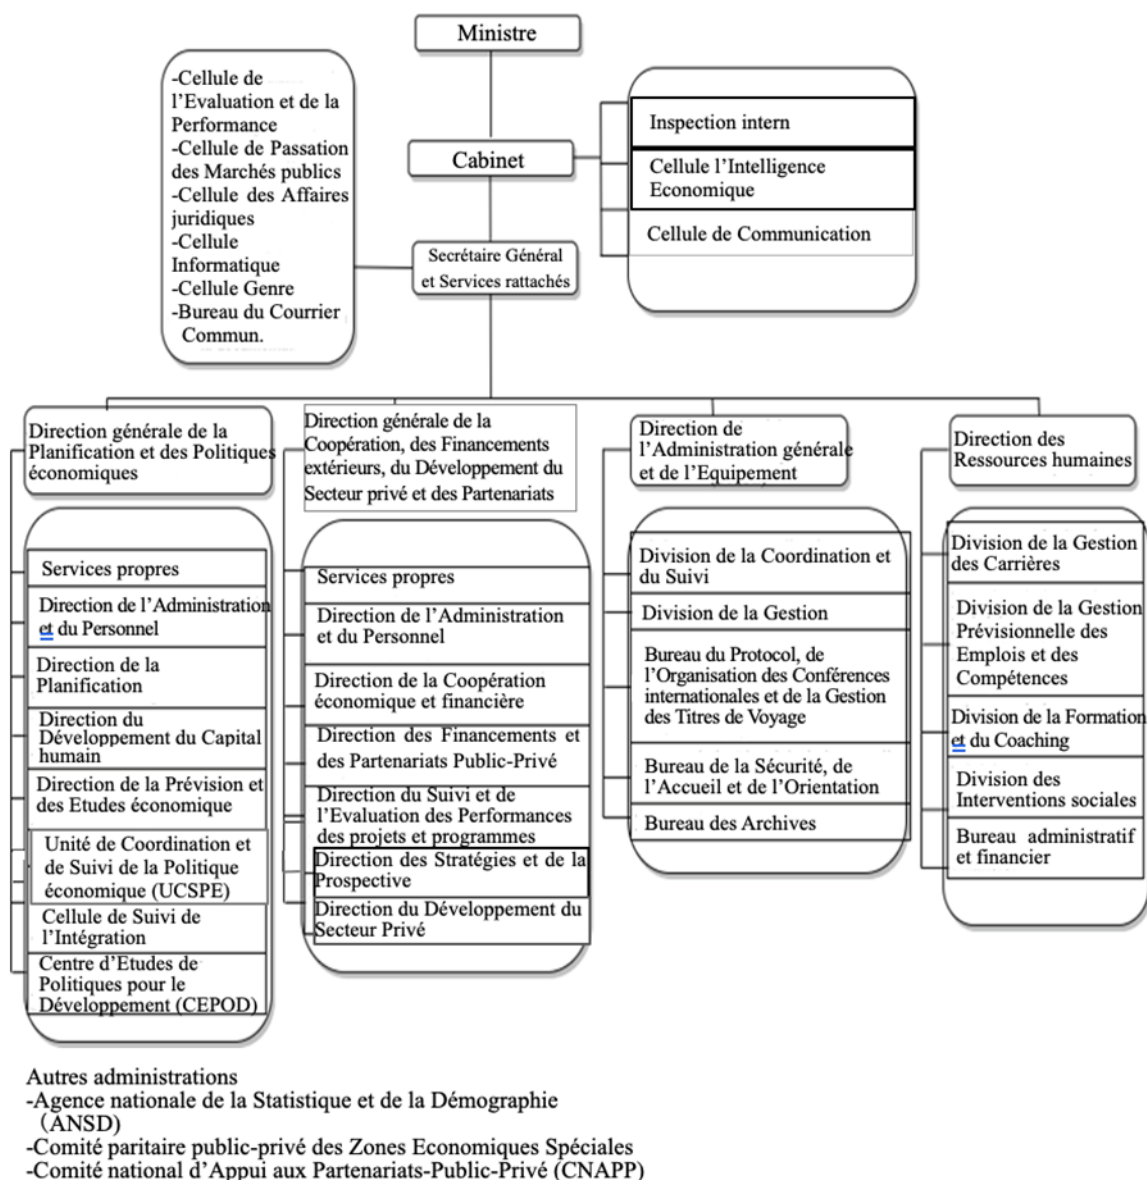 Ministre
-Cellule de
l'Evaluation et de la
Performance
-Cellule de Passation
des Marchés publics
-Cellule des Affaires
juridiques
-Cellule
Informatique
-Cellule Genre
-Bureau du Courrier
Commun.
Cabinet
Inspection intern
Cellule l'Intelligence
Economique
Cellule de Communication
Secrétaire Général
et Services rattachés
Direction générale de la
Planification et des Politiques
économiques
Services propres
Direction de l'Administration
et du Personnel
Direction de la
Planification
Direction du
Développement du Capital
humain
Direction de la Prévision et
des Etudes économique
Unité de Coordination et
de Suivi de la Politique
économique (UCSPE)
Cellule de Suivi de
l'Intégration
Centre d'Etudes de
Politiques pour le
Développement (CEPOD)
Direction générale de la
Coopération, des Financements
extérieurs, du Développement du
Secteur privé et des Partenariats
Services propres
Direction de l'Administration
et du Personnel
Direction de la Coopération
économique et financière
Direction des Financements et
des Partenariats Public-Privé
Direction du Suivi et de
l'Evaluation des Performances
des projets et programmes
Direction des Stratégies et de la
Prospective
Direction du Développement du
Secteur Privé
Direction de
l'Administration générale
et de l'Equipement
Division de la Coordination et
du Suivi
Division de la Gestion
Bureau du Protocol, de
l'Organisation des Conférences
internationales et de la Gestion
des Titres de Voyage
Bureau de la Sécurité, de
l'Accueil et de l'Orientation
Bureau des Archives
Direction des
Ressources humaines
Division de la Gestion
des Carrières
Division de la Gestion
Prévisionnelle des
Emplois et des
Compétences
Division de la Formation
et du Coaching
Division des
Interventions sociales
Bureau administratif
et financier
Autres administrations
-Agence nationale de la Statistique et de la Démographie
(ANSD)
-Comité paritaire public-privé des Zones Economiques Spéciales
-Comité national d'Appui aux Partenariats-Public-Privé (CNAPP)